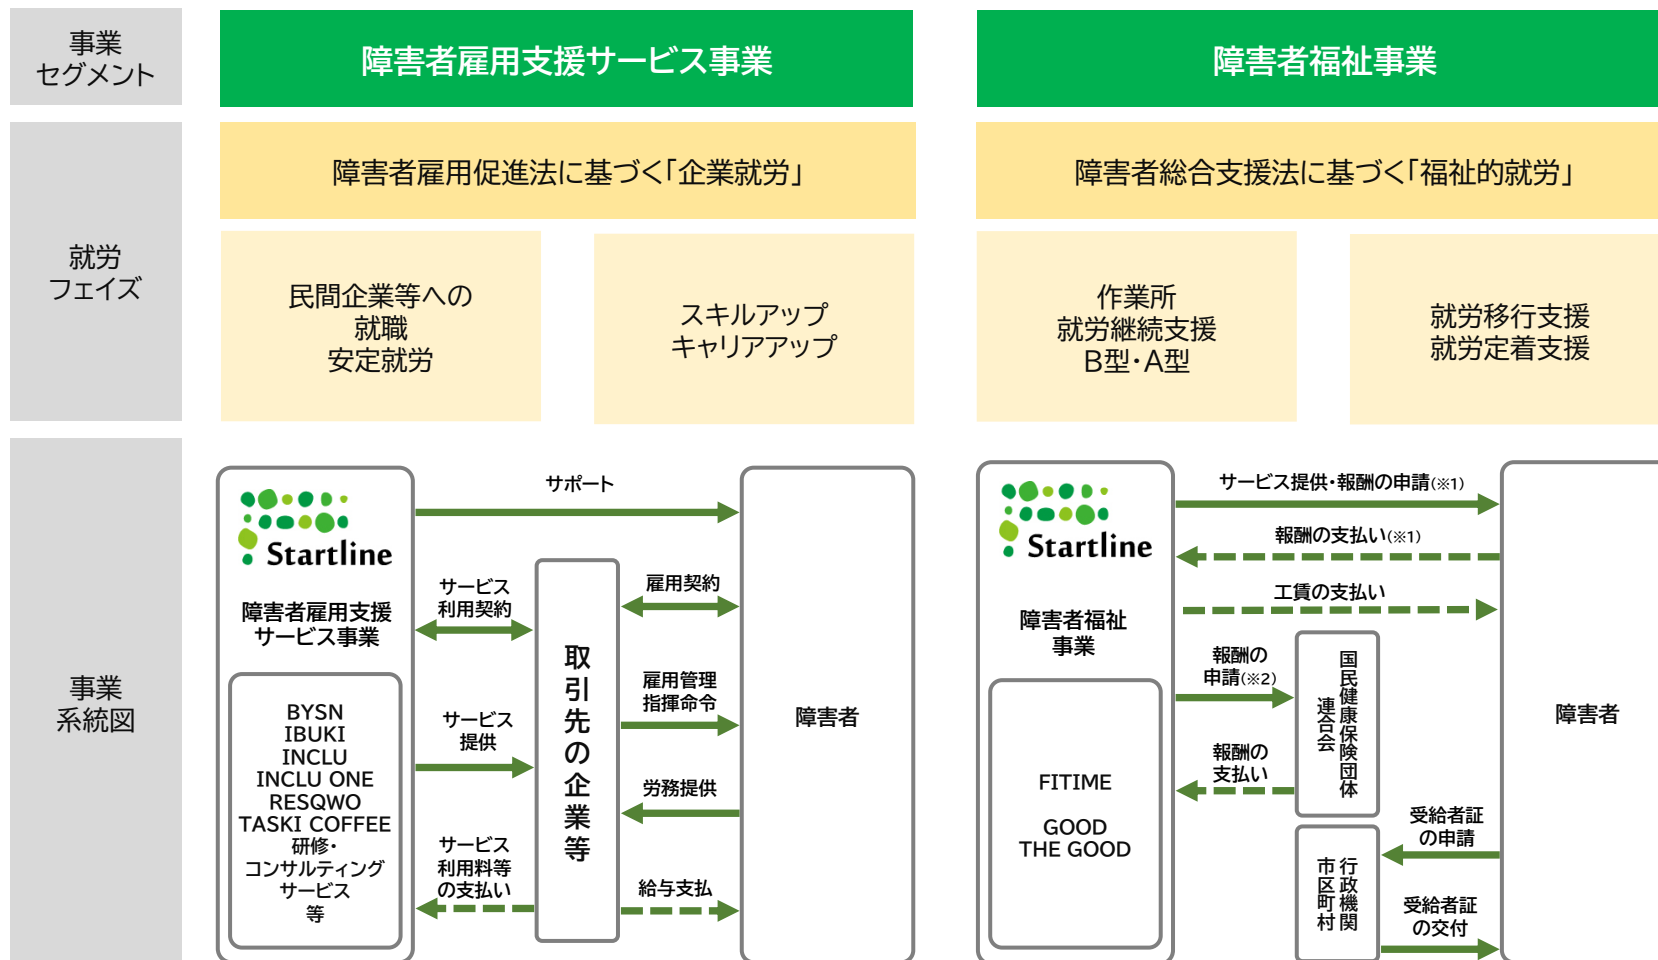 事業
セグメント
障害者雇用支援サービス事業
障害者福祉事業
就労
フェイズ
障害者雇用促進法に基づく「企業就労」
障害者総合支援法に基づく「福祉的就労」
民間企業等への
就職
安定就労
スキルアップ
キャリアアップ
作業所
就労継続支援
B型・A型
就労移行支援
就労定着支援
事業
系統図
Startline
障害者雇用支援
サービス事業
BYSN
IBUKI
INCLU
INCLU ONE
RESQWO
TASKI COFFEE
研修・
コンサルティング
サービス
等
サポート
サービス
利用契約
サービス
提供
サービス
利用料等
の支払い
取引先の企業等
雇用契約
雇用管理
指揮命令
労務提供
給与支払
障害者
Startline
障害者福祉
事業
FITIME
GOOD
THE GOOD
サービス提供・報酬の申請(※1)
報酬の支払い(※1)
工賃の支払い
報酬の
申請(※2)
報酬の
支払い
国民健康保険団体
連合会
受給者証
の申請
行政機関
市区町村
受給者証
の交付
障害者